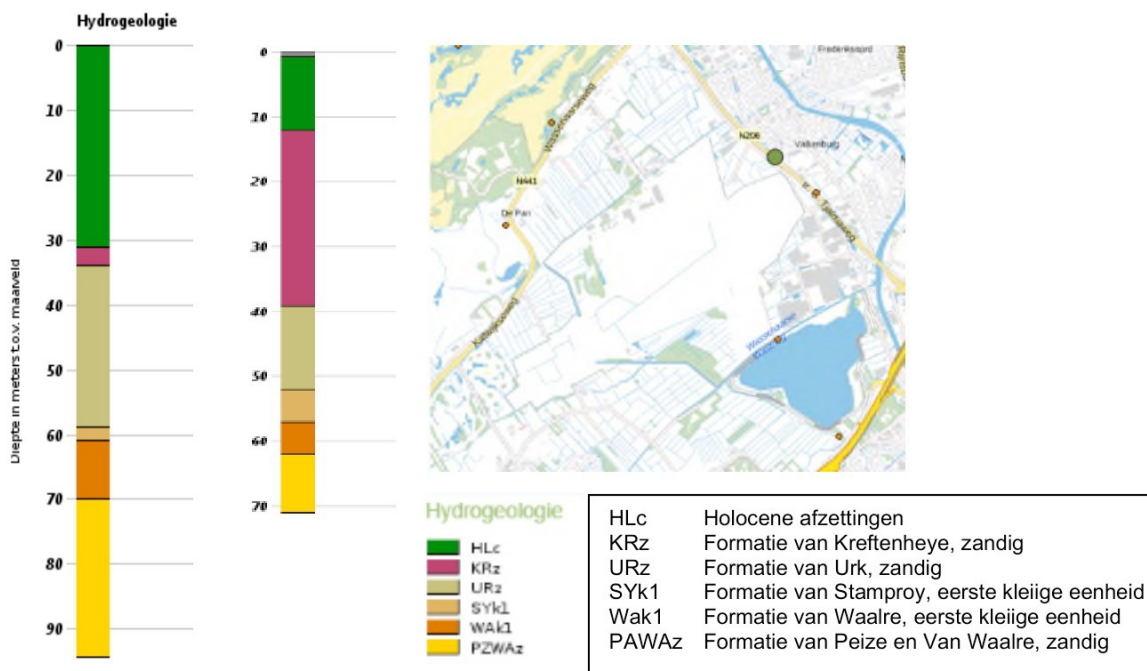 Hydrogeologie
Diepte in meters t.o.v. maaiveld
0
10
20
30
40
50
60
70
80
90
0
10
20
30
40
50
60
70
Wassenaarseweg
N441
De Pan
Katwijkseweg
N206
Valkenburg
Hydrogeologie
HLc
KRz
URz
SYk1
WAk1
PZWAz
HLc Holocene afzettingen
KRz Formatie van Kreftenheye, zandig
URz Formatie van Urk, zandig
SYk1 Formatie van Stamproy, eerste kleiige eenheid
Wak1 Formatie van Waalre, eerste kleiige eenheid
PAWAz Formatie van Peize en Van Waalre, zandig